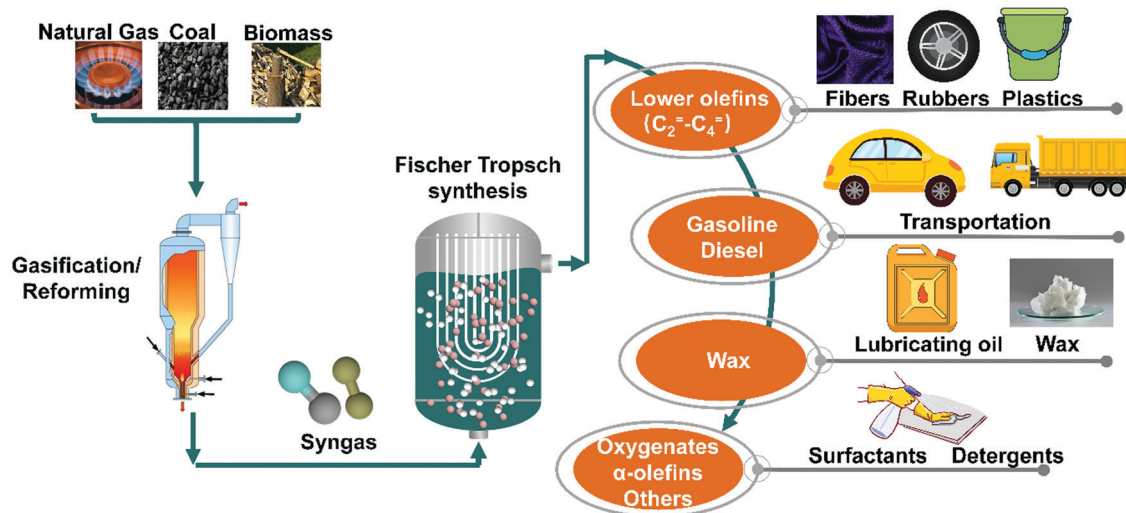 Natural Gas Coal Biomass
Gasification/
Reforming
Syngas
Fischer Tropsch
synthesis
Lower olefins
(C₂⁼-C₄⁼)
Fibers Rubbers Plastics
Gasoline
Diesel
Transportation
Wax
Lubricating oil Wax
Oxygenates
α-olefins
Others
Surfactants Detergents